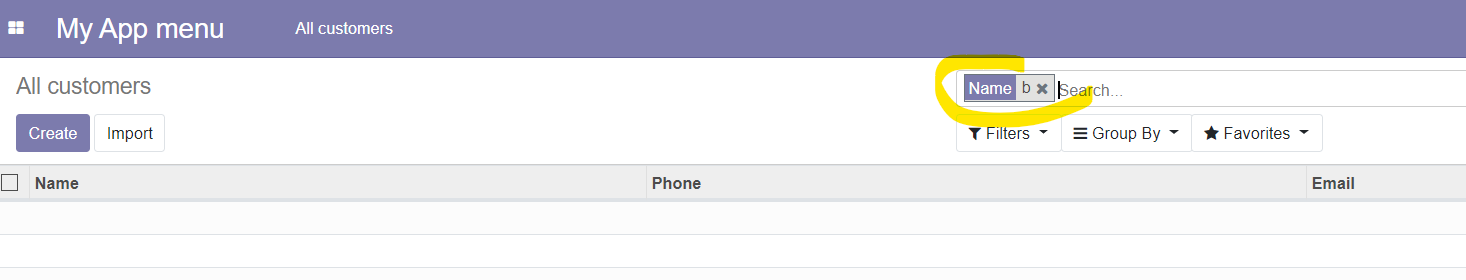 My App menu All customers
All customers
Name b Search...
Create Import
Filters Group By Favorites
Name Phone Email